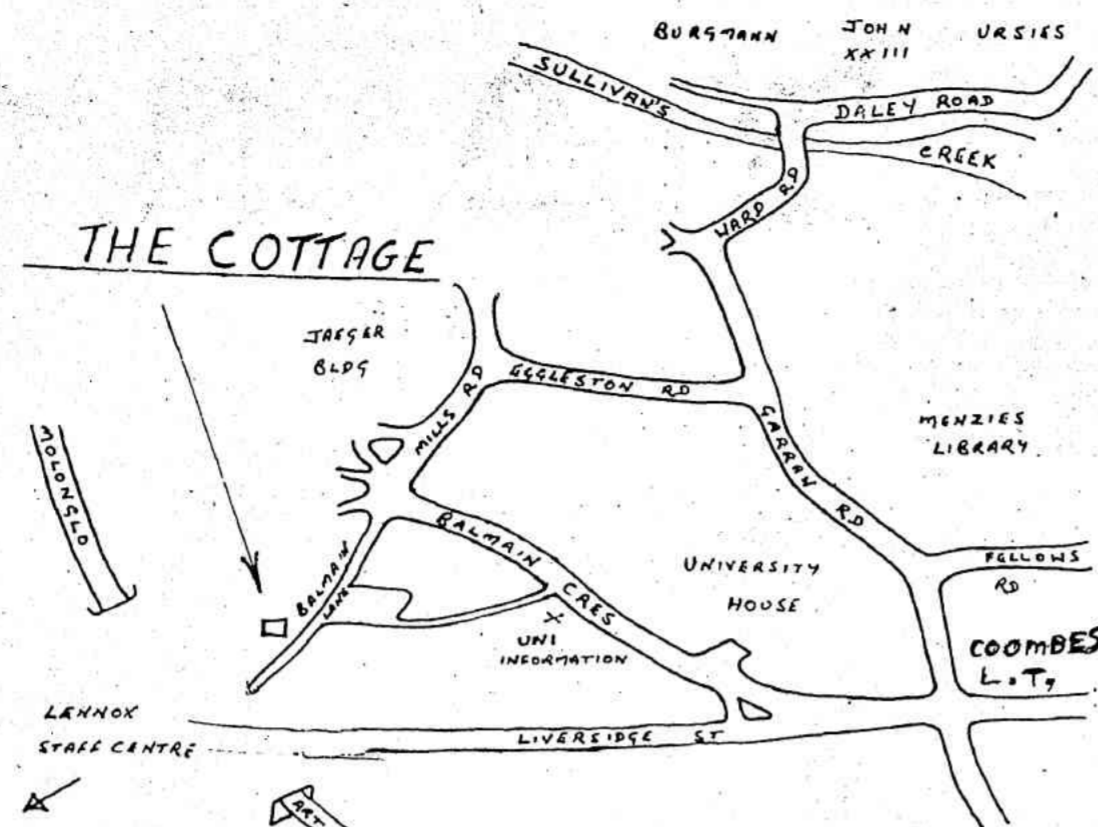 BURGMANN
JOHN
XXIII
URSIES
SULLIVAN'S
DALEY ROAD
CREEK
WARD RD
THE COTTAGE
JAEGER
BLDG
MILLS RD
EGGLESTON RD
GARRAN RD
MENZIES
LIBRARY
MOLONGLO
BALMAIN
LANE
BALMAIN CRES
UNIVERSITY
HOUSE
FELLOWS
RD
X
UNI
INFORMATION
COOMBES
L.T.
LENNOX
STAFF CENTRE
LIVERSIDGE ST
ART